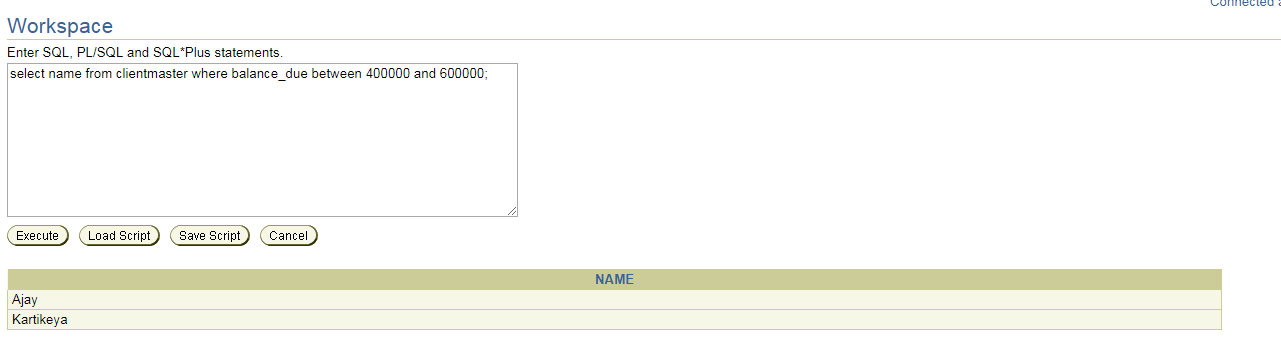 Connected
Workspace
Enter SQL, PL/SQL and SQL*Plus statements.
select name from clientmaster where balance_due between 400000 and 600000;
Execute Load Script Save Script Cancel
NAME
Ajay
Kartikeya